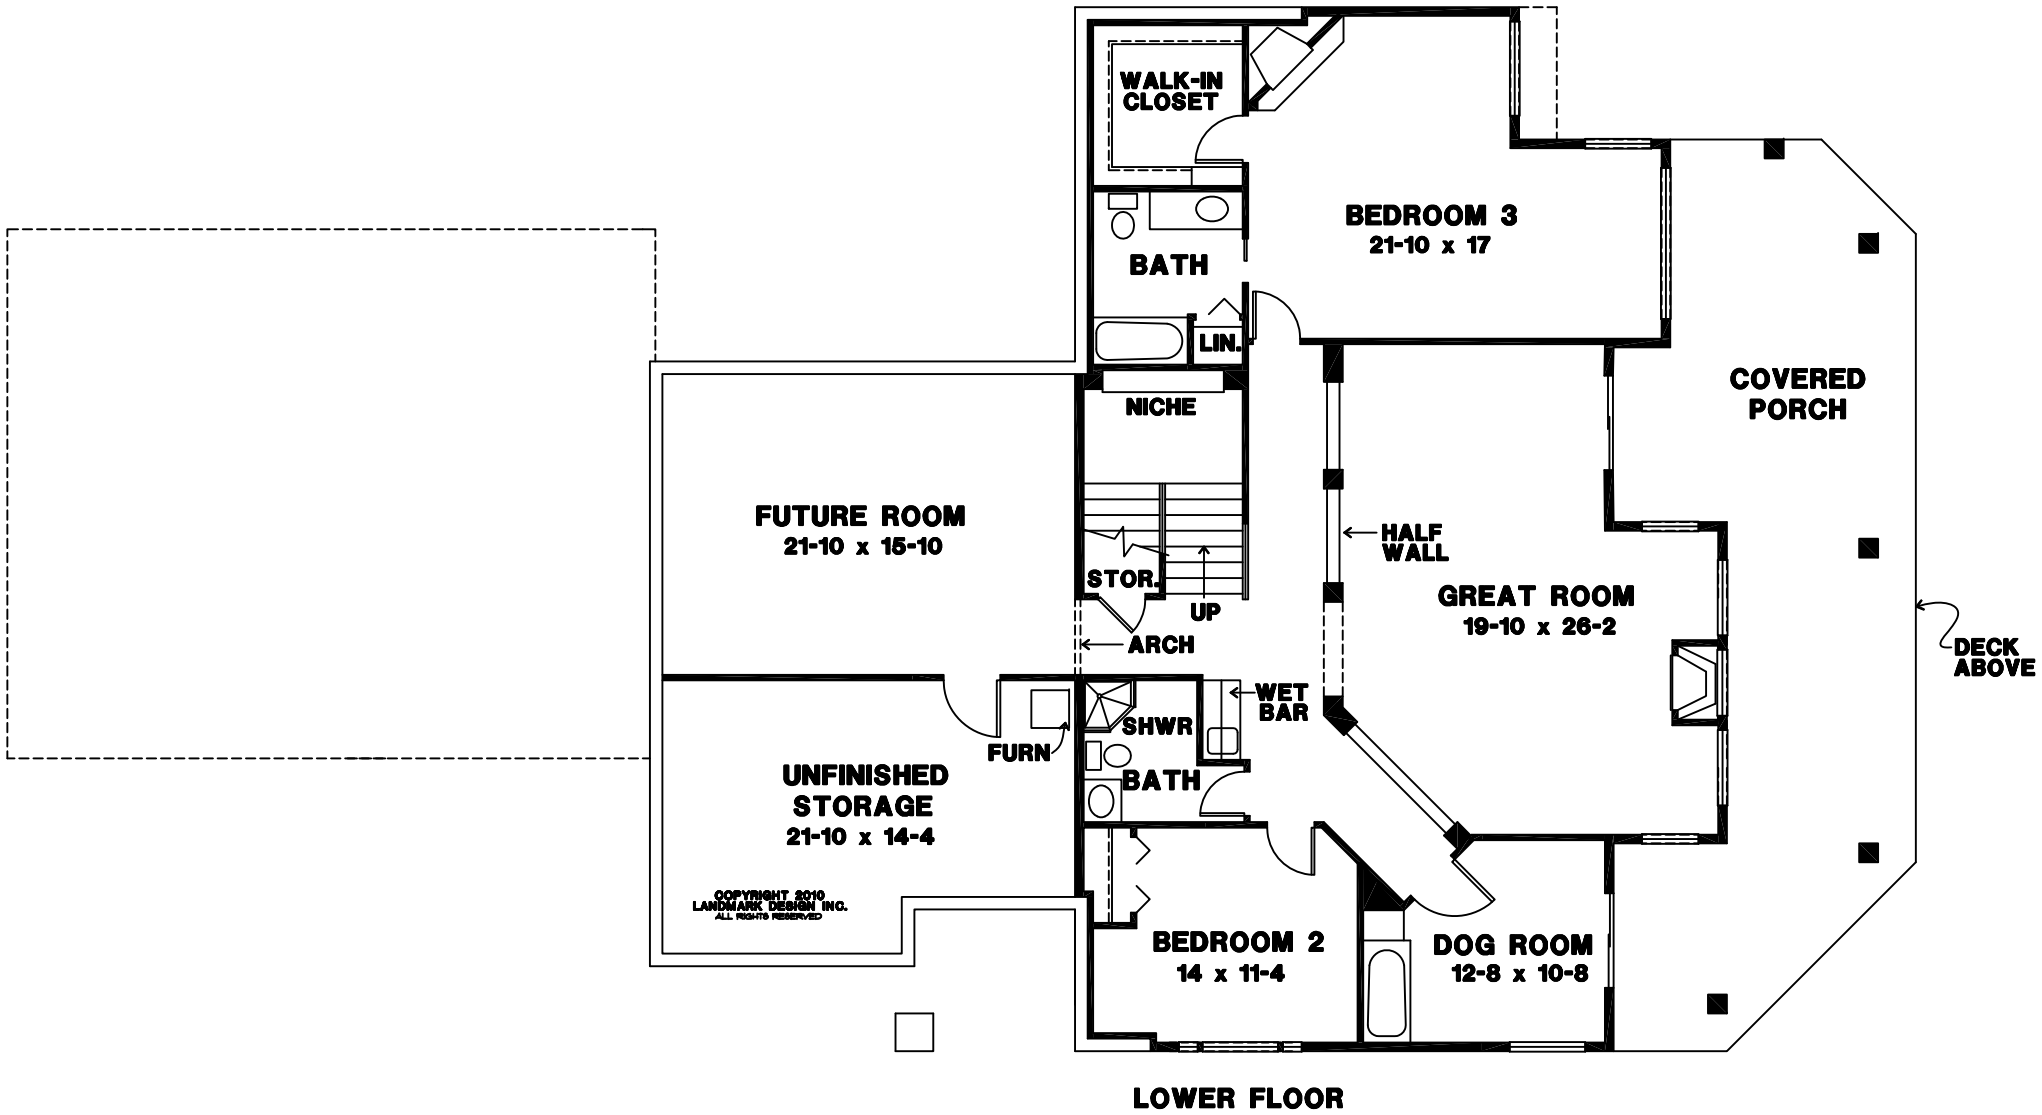 WALK-IN
CLOSET
BEDROOM 3
21-10 x 17
BATH
LIN.
NICHE
COVERED
PORCH
FUTURE ROOM
21-10 x 15-10
HALF
WALL
STOR.
UP
GREAT ROOM
19-10 x 26-2
ARCH
DECK
ABOVE
WET
BAR
SHWR
FURN
BATH
UNFINISHED
STORAGE
21-10 x 14-4
COPYRIGHT 2010
LANDMARK DESIGN INC.
ALL RIGHTS RESERVED
BEDROOM 2
14 x 11-4
DOG ROOM
12-8 x 10-8
LOWER FLOOR